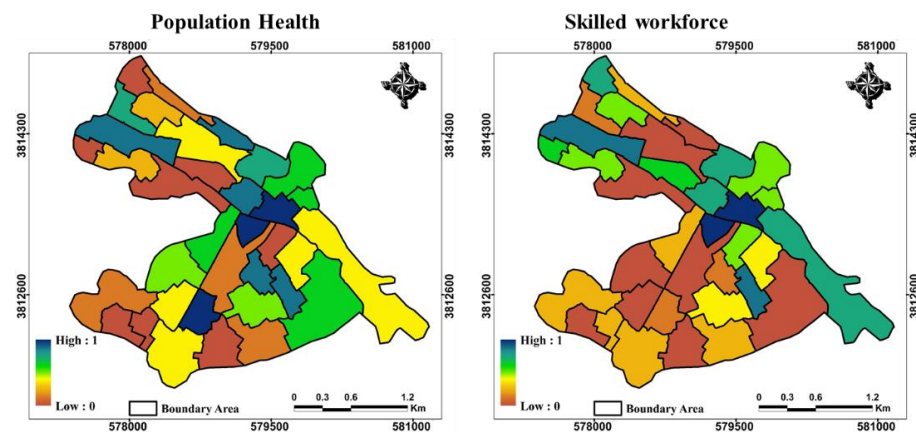 Population Health
578000 579500 581000
3814300
3812600
High : 1
Low : 0
Boundary Area
0 0.3 0.6 1.2
Km
578000 579500 581000
Skilled workforce
578000 579500 581000
3814300
3812600
High : 1
Low : 0
Boundary Area
0 0.3 0.6 1.2
Km
578000 579500 581000